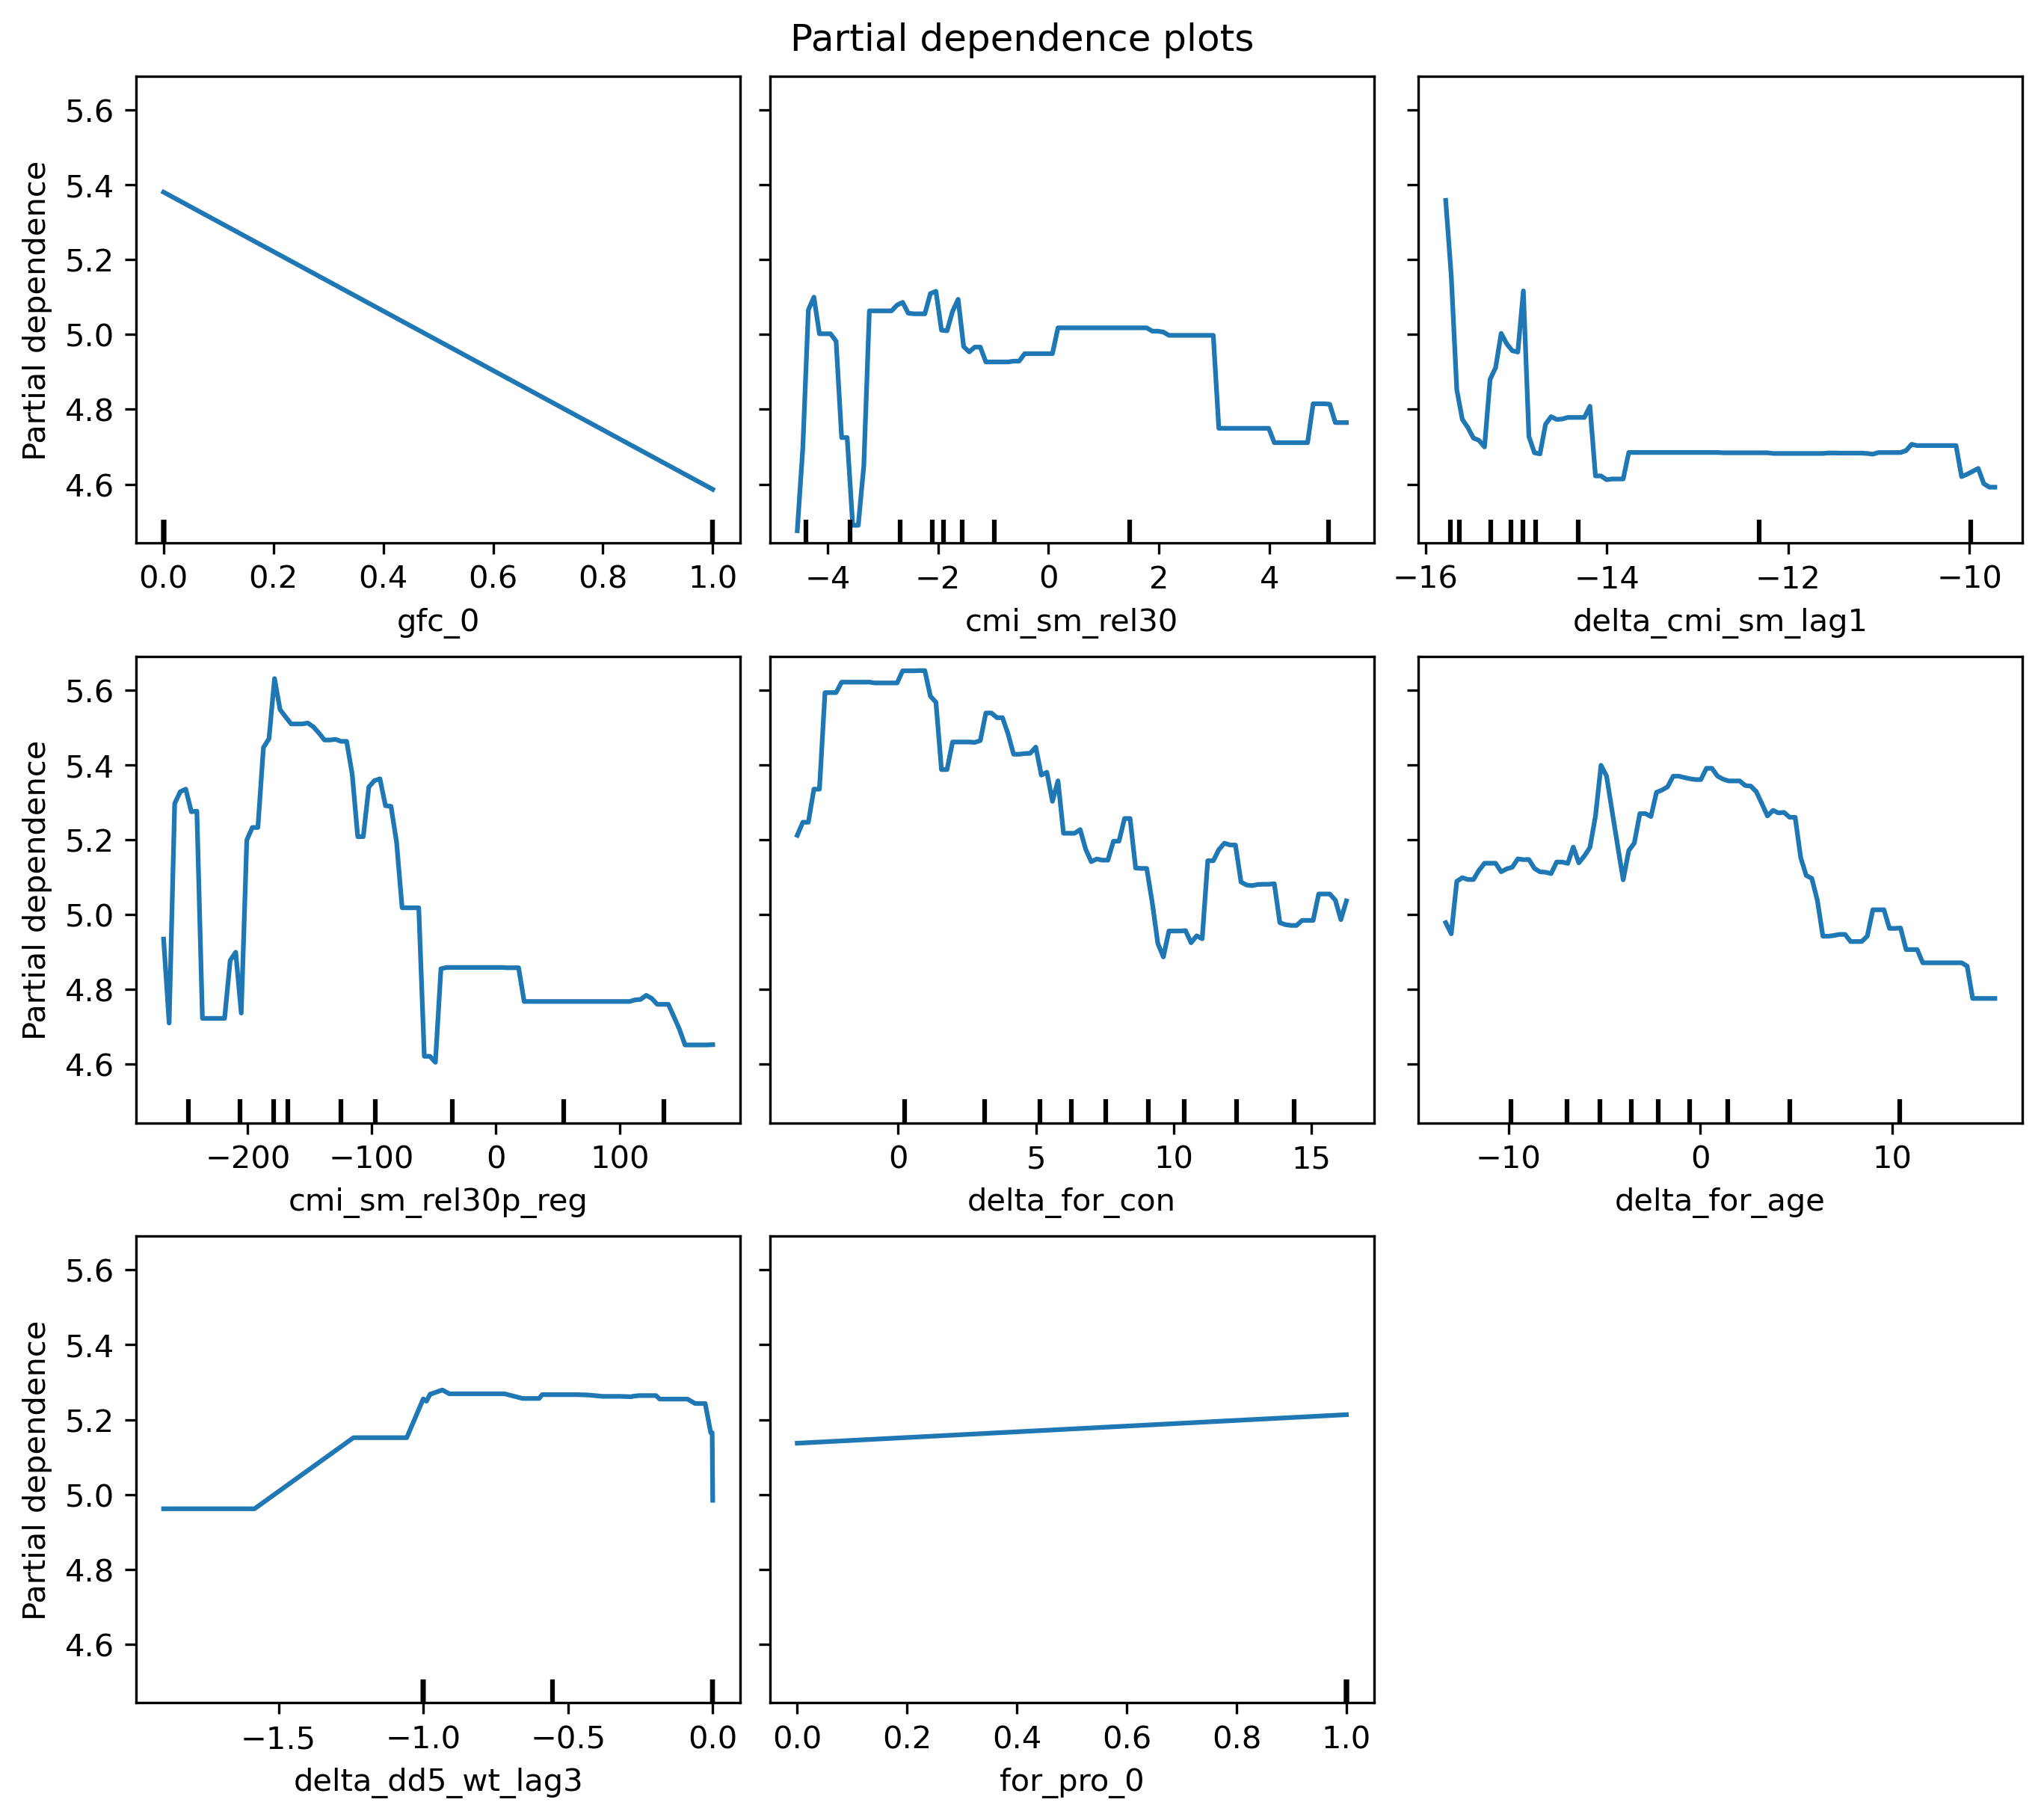 Partial dependence plots
Partial dependence
5.6
5.4
5.2
5.0
4.8
4.6
0.0 0.2 0.4 0.6 0.8 1.0
gfc_0
−4 −2 0 2 4
cmi_sm_rel30
−16 −14 −12 −10
delta_cmi_sm_lag1
Partial dependence
5.6
5.4
5.2
5.0
4.8
4.6
−200 −100 0 100
cmi_sm_rel30p_reg
0 5 10 15
delta_for_con
−10 0 10
delta_for_age
Partial dependence
5.6
5.4
5.2
5.0
4.8
4.6
−1.5 −1.0 −0.5 0.0
delta_dd5_wt_lag3
0.0 0.2 0.4 0.6 0.8 1.0
for_pro_0